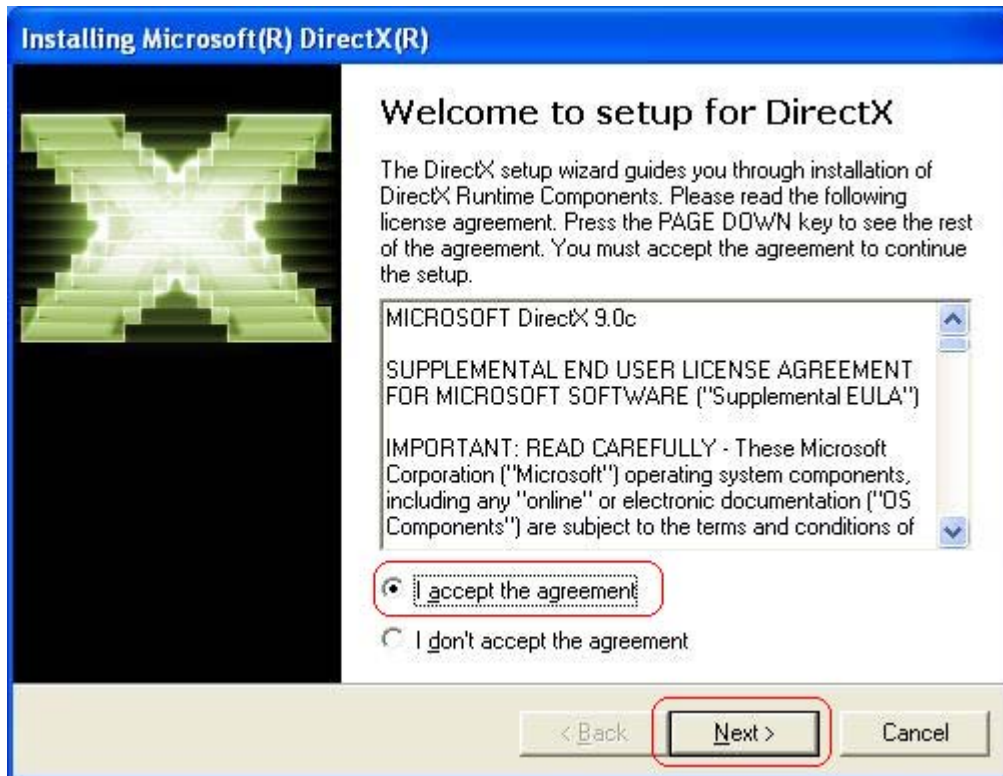 Installing Microsoft(R) DirectX(R)
Welcome to setup for DirectX
The DirectX setup wizard guides you through installation of
DirectX Runtime Components. Please read the following
license agreement. Press the PAGE DOWN key to see the rest
of the agreement. You must accept the agreement to continue
the setup.
MICROSOFT DirectX 9.0c
SUPPLEMENTAL END USER LICENSE AGREEMENT
FOR MICROSOFT SOFTWARE ("Supplemental EULA")
IMPORTANT: READ CAREFULLY - These Microsoft
Corporation ("Microsoft") operating system components,
including any "online" or electronic documentation ("OS
Components") are subject to the terms and conditions of
I accept the agreement
I don't accept the agreement
< Back Next > Cancel